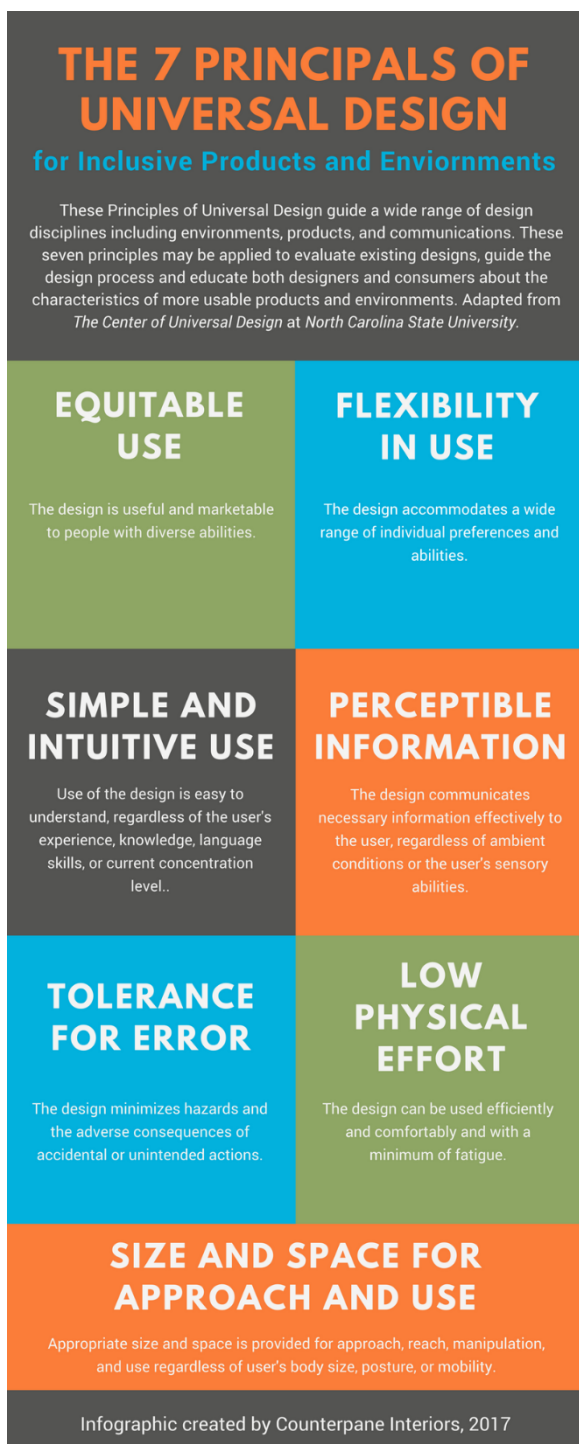 THE 7 PRINCIPALS OF
UNIVERSAL DESIGN
for Inclusive Products and Enviornments
These Principles of Universal Design guide a wide range of design
disciplines including environments, products, and communications. These
seven principles may be applied to evaluate existing designs, guide the
design process and educate both designers and consumers about the
characteristics of more usable products and environments. Adapted from
The Center of Universal Design at North Carolina State University.
EQUITABLE
USE
The design is useful and marketable
to people with diverse abilities.
FLEXIBILITY
IN USE
The design accommodates a wide
range of individual preferences and
abilities.
SIMPLE AND
INTUITIVE USE
Use of the design is easy to
understand, regardless of the user's
experience, knowledge, language
skills, or current concentration
level..
PERCEPTIBLE
INFORMATION
The design communicates
necessary information effectively to
the user, regardless of ambient
conditions or the user's sensory
abilities.
TOLERANCE
FOR ERROR
The design minimizes hazards and
the adverse consequences of
accidental or unintended actions.
LOW
PHYSICAL
EFFORT
The design can be used efficiently
and comfortably and with a
minimum of fatigue.
SIZE AND SPACE FOR
APPROACH AND USE
Appropriate size and space is provided for approach, reach, manipulation,
and use regardless of user's body size, posture, or mobility.
Infographic created by Counterpane Interiors, 2017